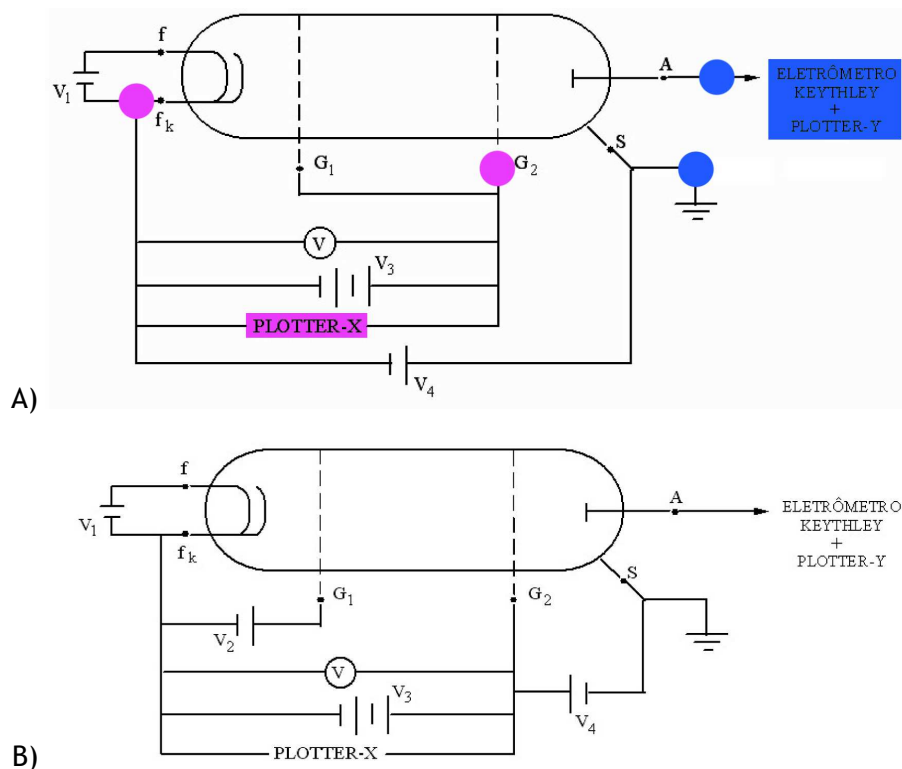 f
V1
fk
G1
G2
A
S
ELETRÔMETRO
KEYTHLEY
+
PLOTTER-Y
V
V3
PLOTTER-X
V4
A)
f
V1
fk
G1
G2
A
S
ELETRÔMETRO
KEYTHLEY
+
PLOTTER-Y
V2
V
V3
V4
PLOTTER-X
B)